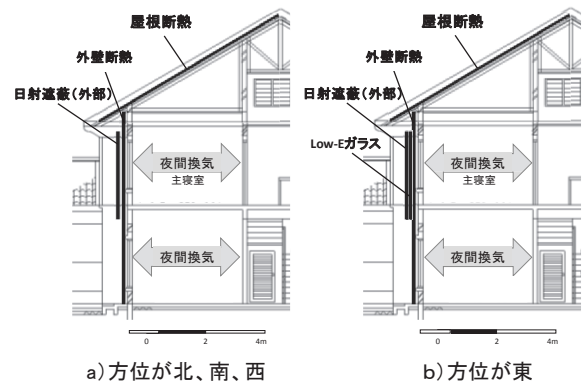 屋根断熱
外壁断熱
日射遮蔽(外部)
夜間換気
主寝室
夜間換気
0 2 4m
a)方位が北、南、西
屋根断熱
外壁断熱
日射遮蔽(外部)
Low-Eガラス
夜間換気
主寝室
夜間換気
0 2 4m
b)方位が東